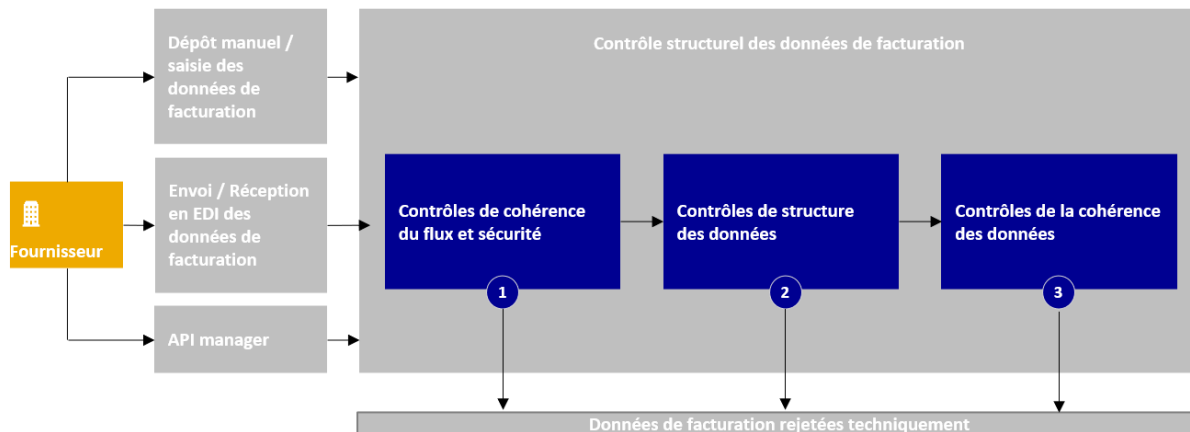 Dépôt manuel /
saisie des
données de
facturation
Contrôle structurel des données de facturation
Fournisseur
Envoi / Réception
en EDI des
données de
facturation
Contrôles de cohérence
du flux et sécurité
Contrôles de structure
des données
Contrôles de la cohérence
des données
1
2
3
API manager
Données de facturation rejetées techniquement